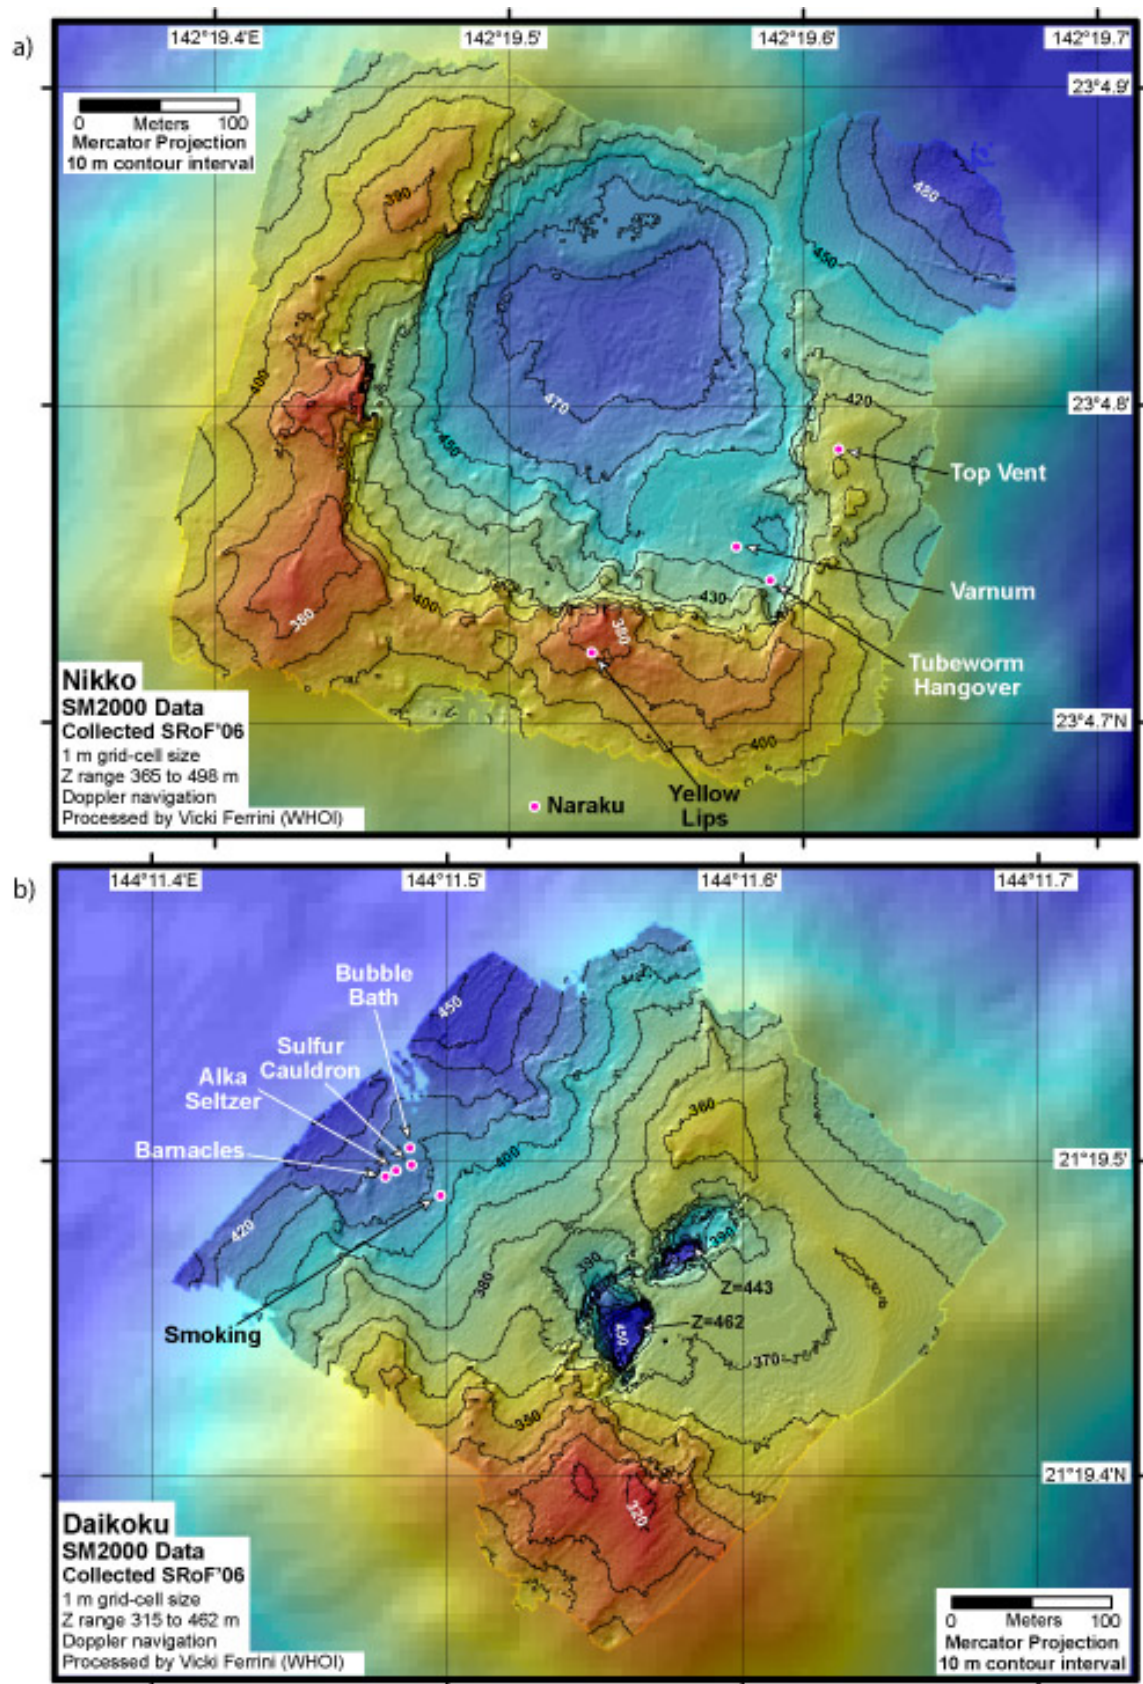 a)
142°19.4'E
142°19.5'
142°19.6'
142°19.7'
23°4.9'
0 Meters 100
Mercator Projection
10 m contour interval
380
480
450
400
470
420
23°4.8'
450
Top Vent
Varnum
430
400
380
380
Tubeworm
Hangover
Nikko
SM2000 Data
Collected SRoF'06
1 m grid-cell size
Z range 365 to 498 m
Doppler navigation
Processed by Vicki Ferrini (WHOI)
23°4.7'N
400
Naraku
Yellow
Lips
b)
144°11.4'E
144°11.5'
144°11.6'
144°11.7'
Bubble
Bath
450
Sulfur
Cauldron
Alka
Seltzer
Barnacles
360
400
21°19.5'
420
390
390
380
Z=443
Z=462
450
Smoking
370
350
21°19.4'N
320
Daikoku
SM2000 Data
Collected SRoF'06
1 m grid-cell size
Z range 315 to 462 m
Doppler navigation
Processed by Vicki Ferrini (WHOI)
0 Meters 100
Mercator Projection
10 m contour interval